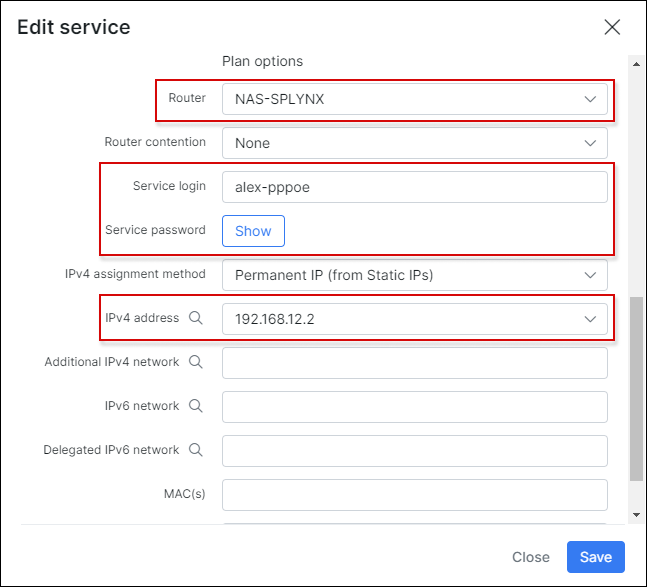 Edit service
Plan options
Router NAS-SPLYNX
Router contention None
Service login alex-pppoe
Service password Show
IPv4 assignment method Permanent IP (from Static IPs)
IPv4 address 192.168.12.2
Additional IPv4 network
IPv6 network
Delegated IPv6 network
MAC(s)
Close Save